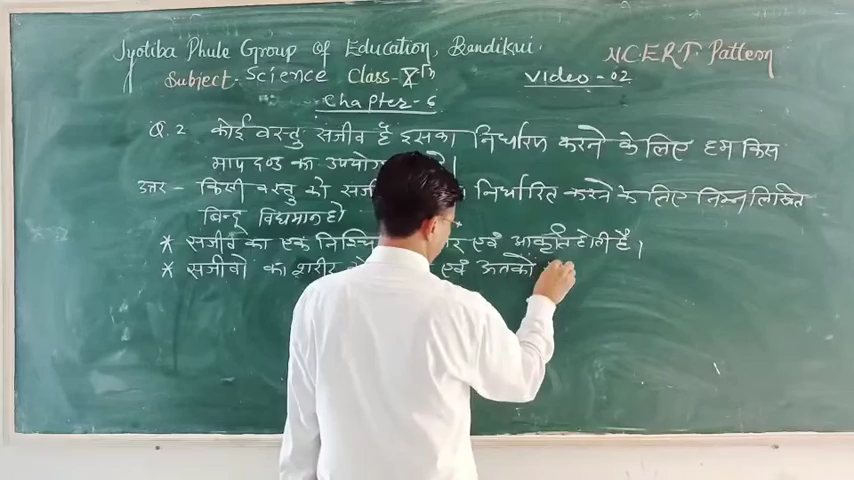 Jyotiba Phule Group of Education, Bandikui.
N.C.E.R.T. Pattern
Subject- Science Class-Xth
Video-02
Chapter-6
Q.2 कोई वस्तु सजीव है इसका निर्धारण करने के लिए हम किस
मापदण्ड का
उत्तर - किसी वस्तु को निर्धारित करने के लिए निम्नलिखित
बिन्दू विद्यमान हो
* सजीव का एक एवं आकृति होती है।
* सजीवो का शरीर एवं ऊतकों